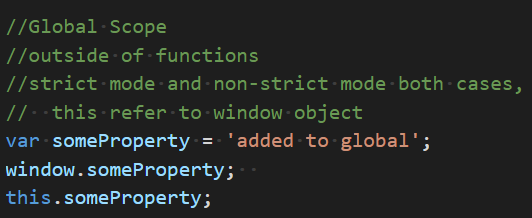 //Global Scope
//outside of functions
//strict mode and non-strict mode both cases,
//  this refer to window object
var someProperty = 'added to global';
window.someProperty;
this.someProperty;